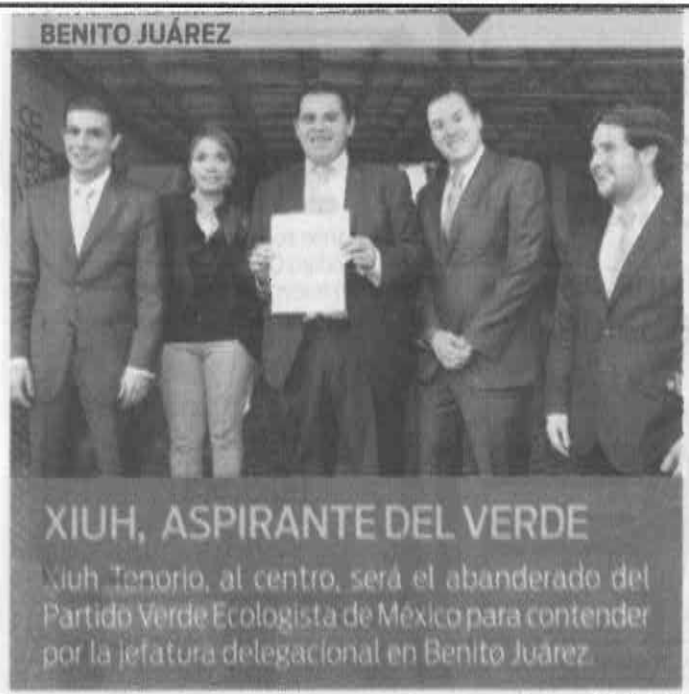 BENITO JUÁREZ
XIUH, ASPIRANTE DEL VERDE
Xiuh Tenorio, al centro, será el abanderado del
Partido Verde Ecologista de México para contender
por la jefatura delegacional en Benito Juárez.